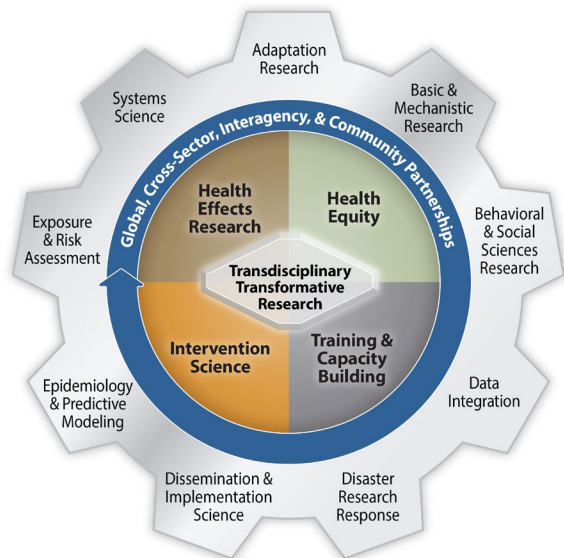 Adaptation
Research
Basic &
Mechanistic
Research
Behavioral
& Social
Sciences
Research
Data
Integration
Disaster
Research
Response
Dissemination &
Implementation
Science
Epidemiology
& Predictive
Modeling
Exposure
& Risk
Assessment
Systems
Science
Global, Cross-Sector, Interagency, & Community Partnerships
Health
Effects
Research
Health
Equity
Transdisciplinary
Transformative
Research
Intervention
Science
Training &
Capacity
Building